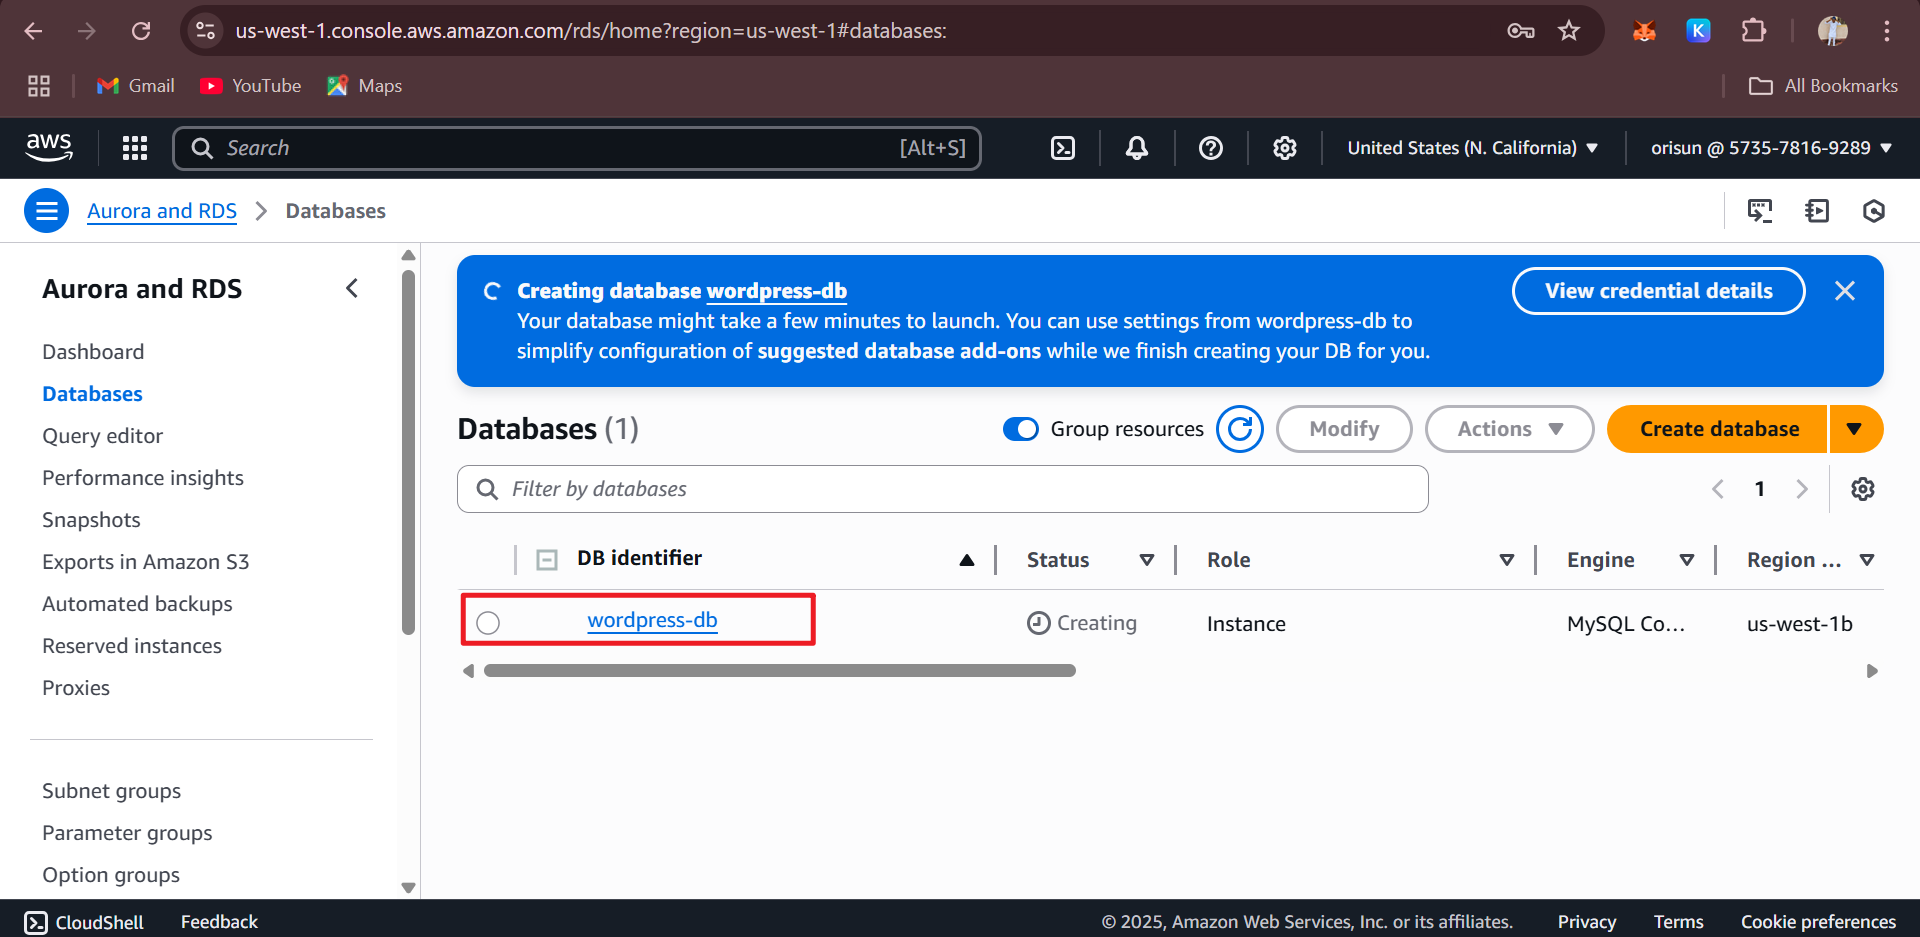 us-west-1.console.aws.amazon.com/rds/home?region=us-west-1#databases:
Gmail
YouTube
Maps
All Bookmarks
aws
Search
[Alt+S]
United States (N. California)
orisun @ 5735-7816-9289
Aurora and RDS
Databases
Aurora and RDS
Dashboard
Databases
Query editor
Performance insights
Snapshots
Exports in Amazon S3
Automated backups
Reserved instances
Proxies
Subnet groups
Parameter groups
Option groups
Creating database wordpress-db
Your database might take a few minutes to launch. You can use settings from wordpress-db to
simplify configuration of suggested database add-ons while we finish creating your DB for you.
View credential details
Databases (1)
Group resources
Modify
Actions
Create database
Filter by databases
1
DB identifier
Status
Role
Engine
Region ...
wordpress-db
Creating
Instance
MySQL Co...
us-west-1b
CloudShell
Feedback
© 2025, Amazon Web Services, Inc. or its affiliates.
Privacy
Terms
Cookie preferences